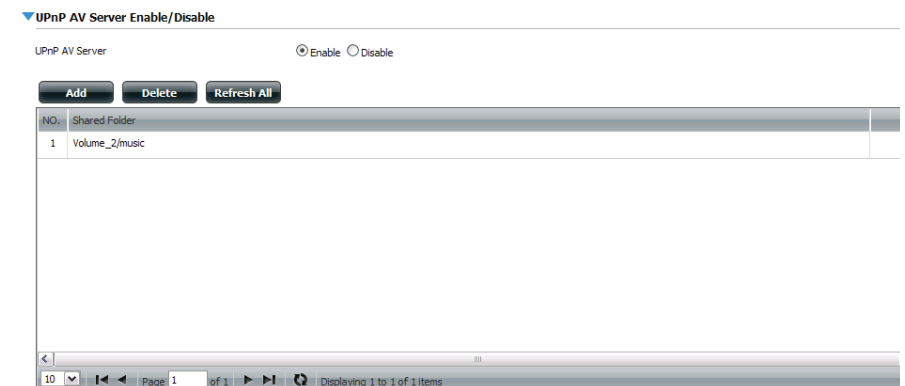 UPnP AV Server Enable/Disable
UPnP AV Server Enable Disable
Add Delete Refresh All
NO. Shared Folder
1 Volume_2/music
10 Page 1 of 1 Displaying 1 to 1 of 1 items